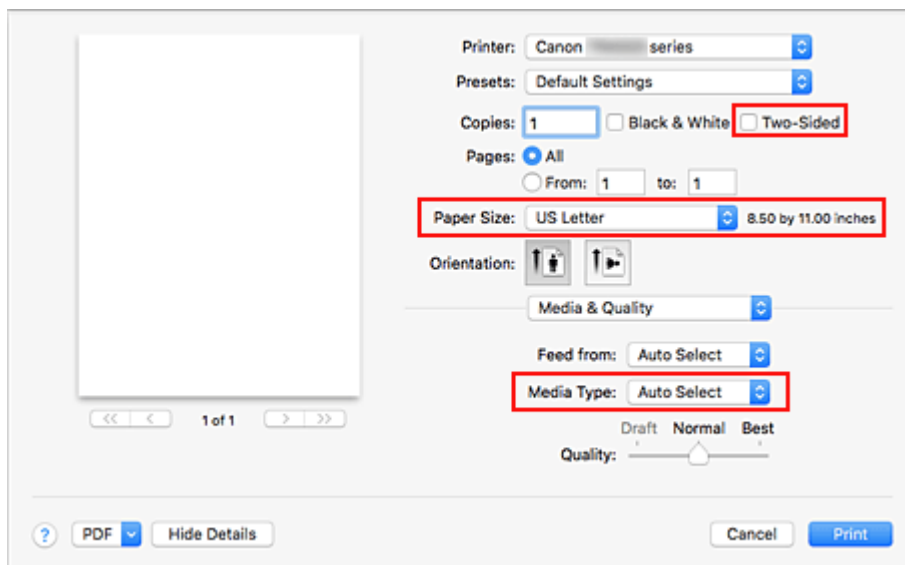 Printer: Canon series
Presets: Default Settings
Copies: 1 Black & White Two-Sided
Pages: All
From: 1 to: 1
Paper Size: US Letter 8.50 by 11.00 inches
Orientation:
Media & Quality
Feed from: Auto Select
Media Type: Auto Select
1 of 1
Draft Normal Best
Quality:
? PDF Hide Details Cancel Print